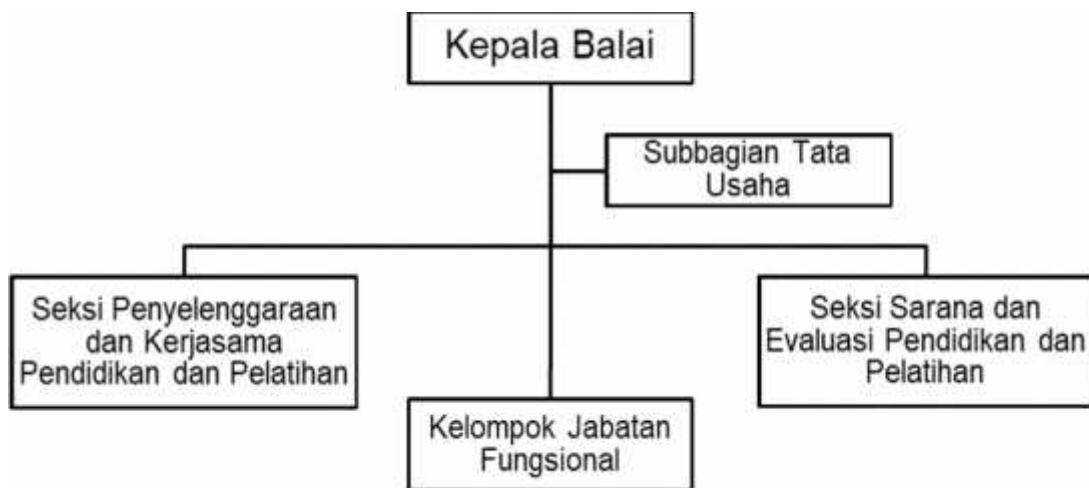 Kepala Balai
Subbagian Tata
Usaha
Seksi Penyelenggaraan
dan Kerjasama
Pendidikan dan Pelatihan
Seksi Sarana dan
Evaluasi Pendidikan dan
Pelatihan
Kelompok Jabatan
Fungsional